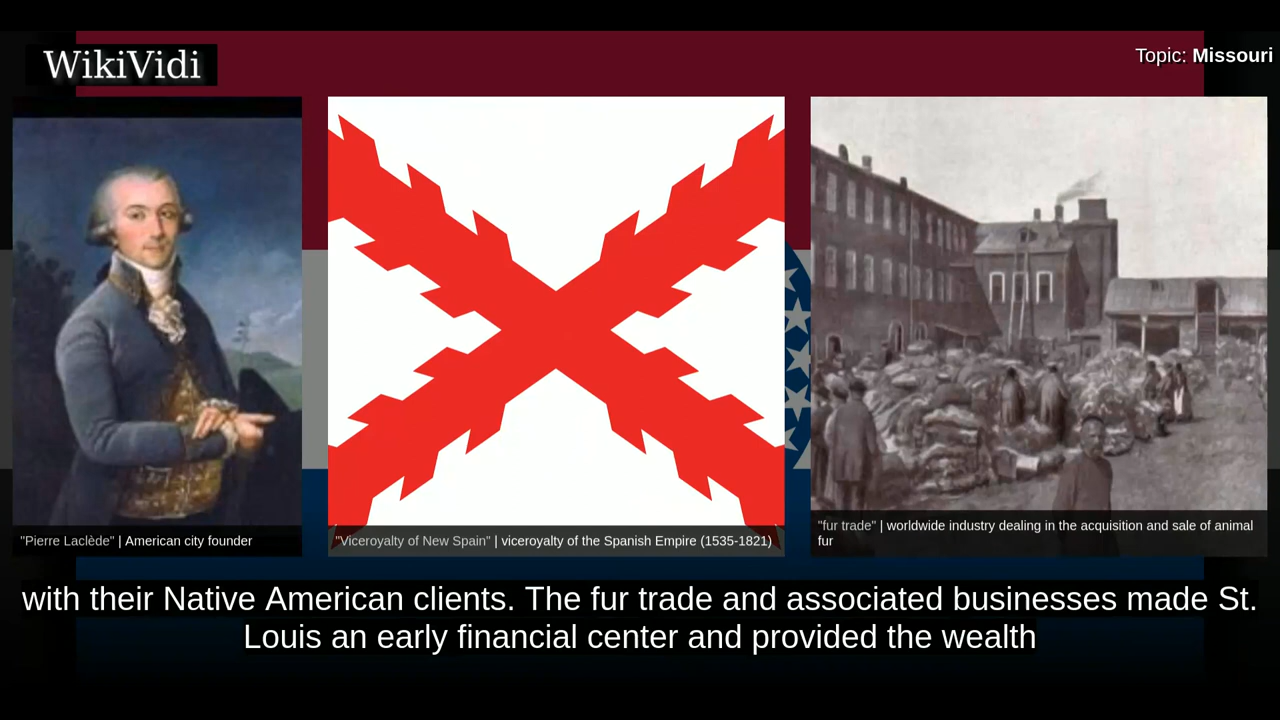 WikiVidi
Topic: Missouri
"Pierre Laclède" | American city founder
"Viceroyalty of New Spain" | viceroyalty of the Spanish Empire (1535-1821)
"fur trade" | worldwide industry dealing in the acquisition and sale of animal
fur
with their Native American clients. The fur trade and associated businesses made St.
Louis an early financial center and provided the wealth